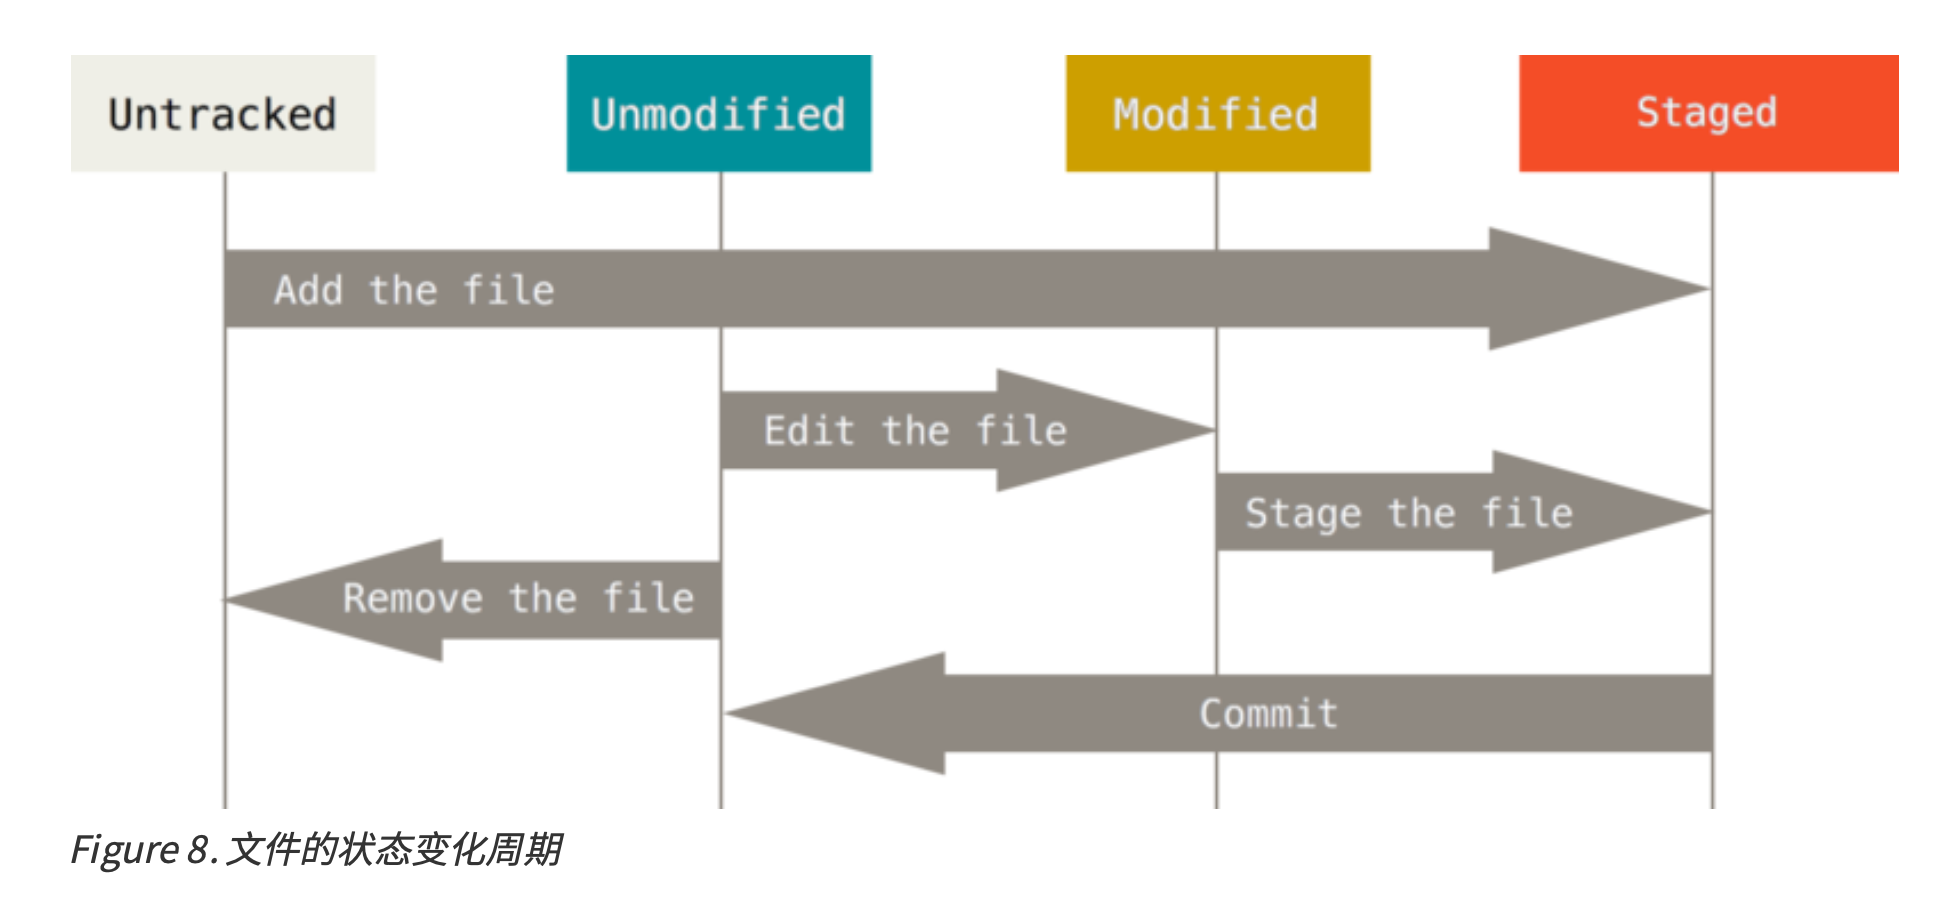 Untracked
Unmodified
Modified
Staged
Add the file
Edit the file
Stage the file
Remove the file
Commit
Figure 8. 文件的状态变化周期